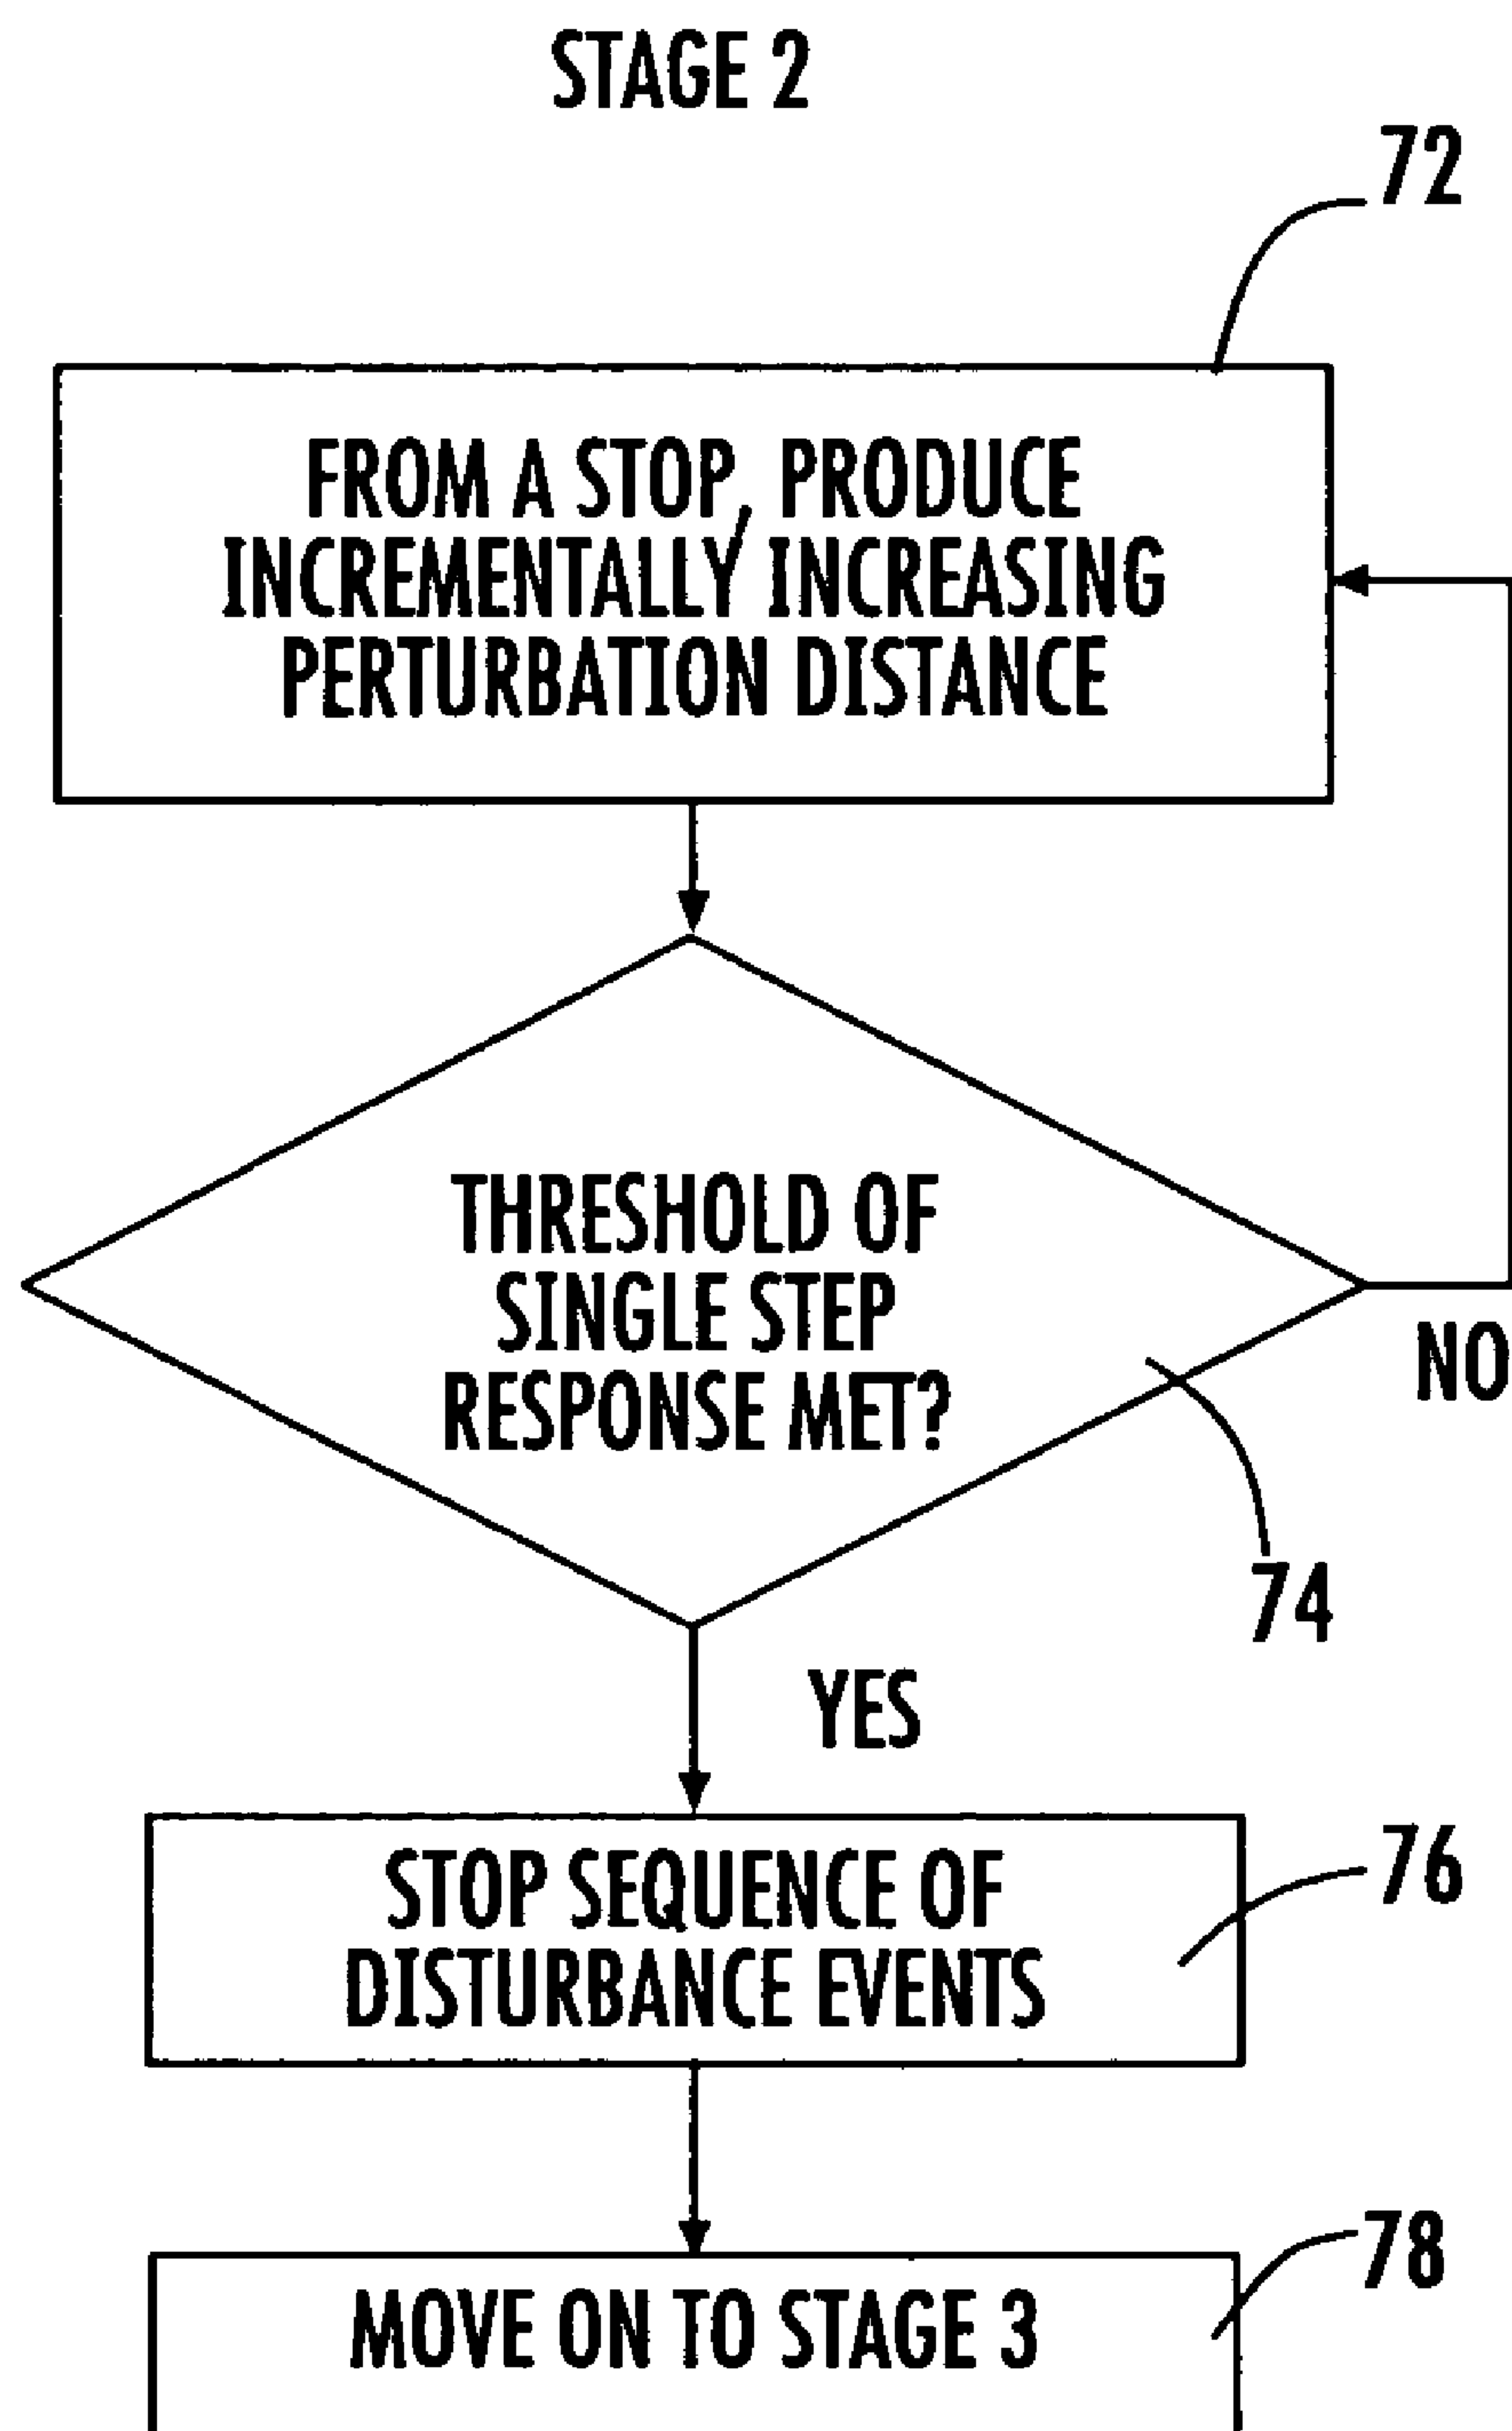 STAGE 2
72
FROM A STOP, PRODUCE
INCREMENTALLY INCREASING
PERTURBATION DISTANCE
THRESHOLD OF
SINGLE STEP
RESPONSE MET?
NO
74
YES
STOP SEQUENCE OF
DISTURBANCE EVENTS
76
78
MOVE ON TO STAGE 3